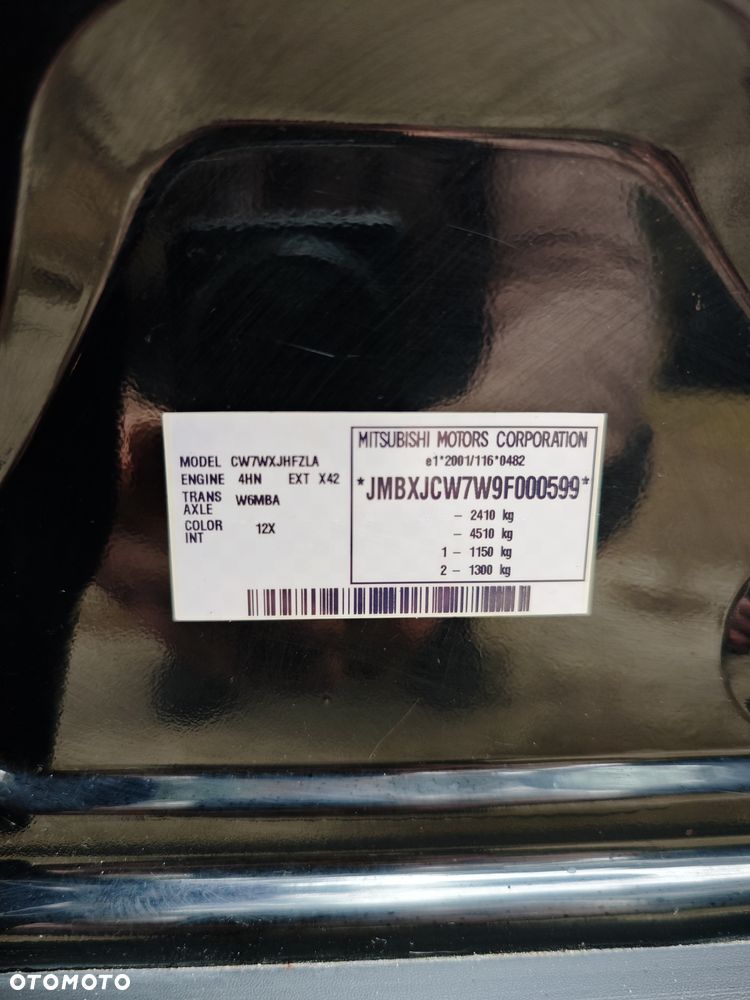 MODEL CW7WXJHFZLA
ENGINE 4HN EXT X42
TRANS AXLE W6MBA
COLOR INT 12X
MITSUBISHI MOTORS CORPORATION
e1*2001/116*0482
*JMBXJCW7W9F000599*
- 2410 kg
- 4510 kg
1 - 1150 kg
2 - 1300 kg
OTOMOTO